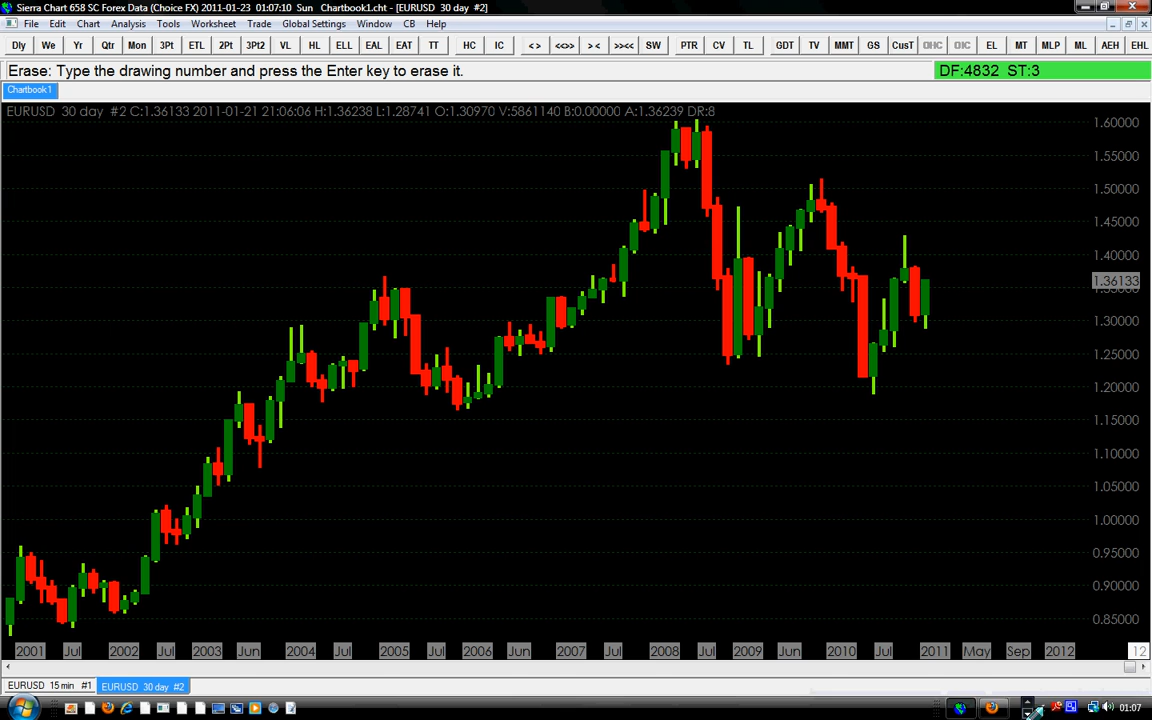 Sierra Chart 658 SC Forex Data (Choice FX) 2011-01-23 01:07:10 Sun Chartbook1.cht - [EURUSD 30 day #2]
File Edit Chart Analysis Tools Worksheet Trade Global Settings Window CB Help
Dly We Yr Qtr Mon 3Pt ETL 2Pt 3Pt2 VL HL ELL EAL EAT TT HC IC <> <<>> >< >><< SW PTR CV TL GDT TV MMT GS CusT OHC OIC EL MT MLP ML AEH EHL
Erase: Type the drawing number and press the Enter key to erase it. DF:4832 ST:3
Chartbook1
EURUSD 30 day #2 C:1.36133 2011-01-21 21:06:06 H:1.36238 L:1.28741 O:1.30970 V:5861140 B:0.00000 A:1.36239 DR:8
1.60000
1.55000
1.50000
1.45000
1.40000
1.36133
1.30000
1.25000
1.20000
1.15000
1.10000
1.05000
1.00000
0.95000
0.90000
0.85000
2001 Jul 2002 Jul 2003 Jun 2004 Jul 2005 Jul 2006 Jun 2007 Jul 2008 Jul 2009 Jun 2010 Jul 2011 May Sep 2012 12
EURUSD 15 min #1 EURUSD 30 day #2
01:07